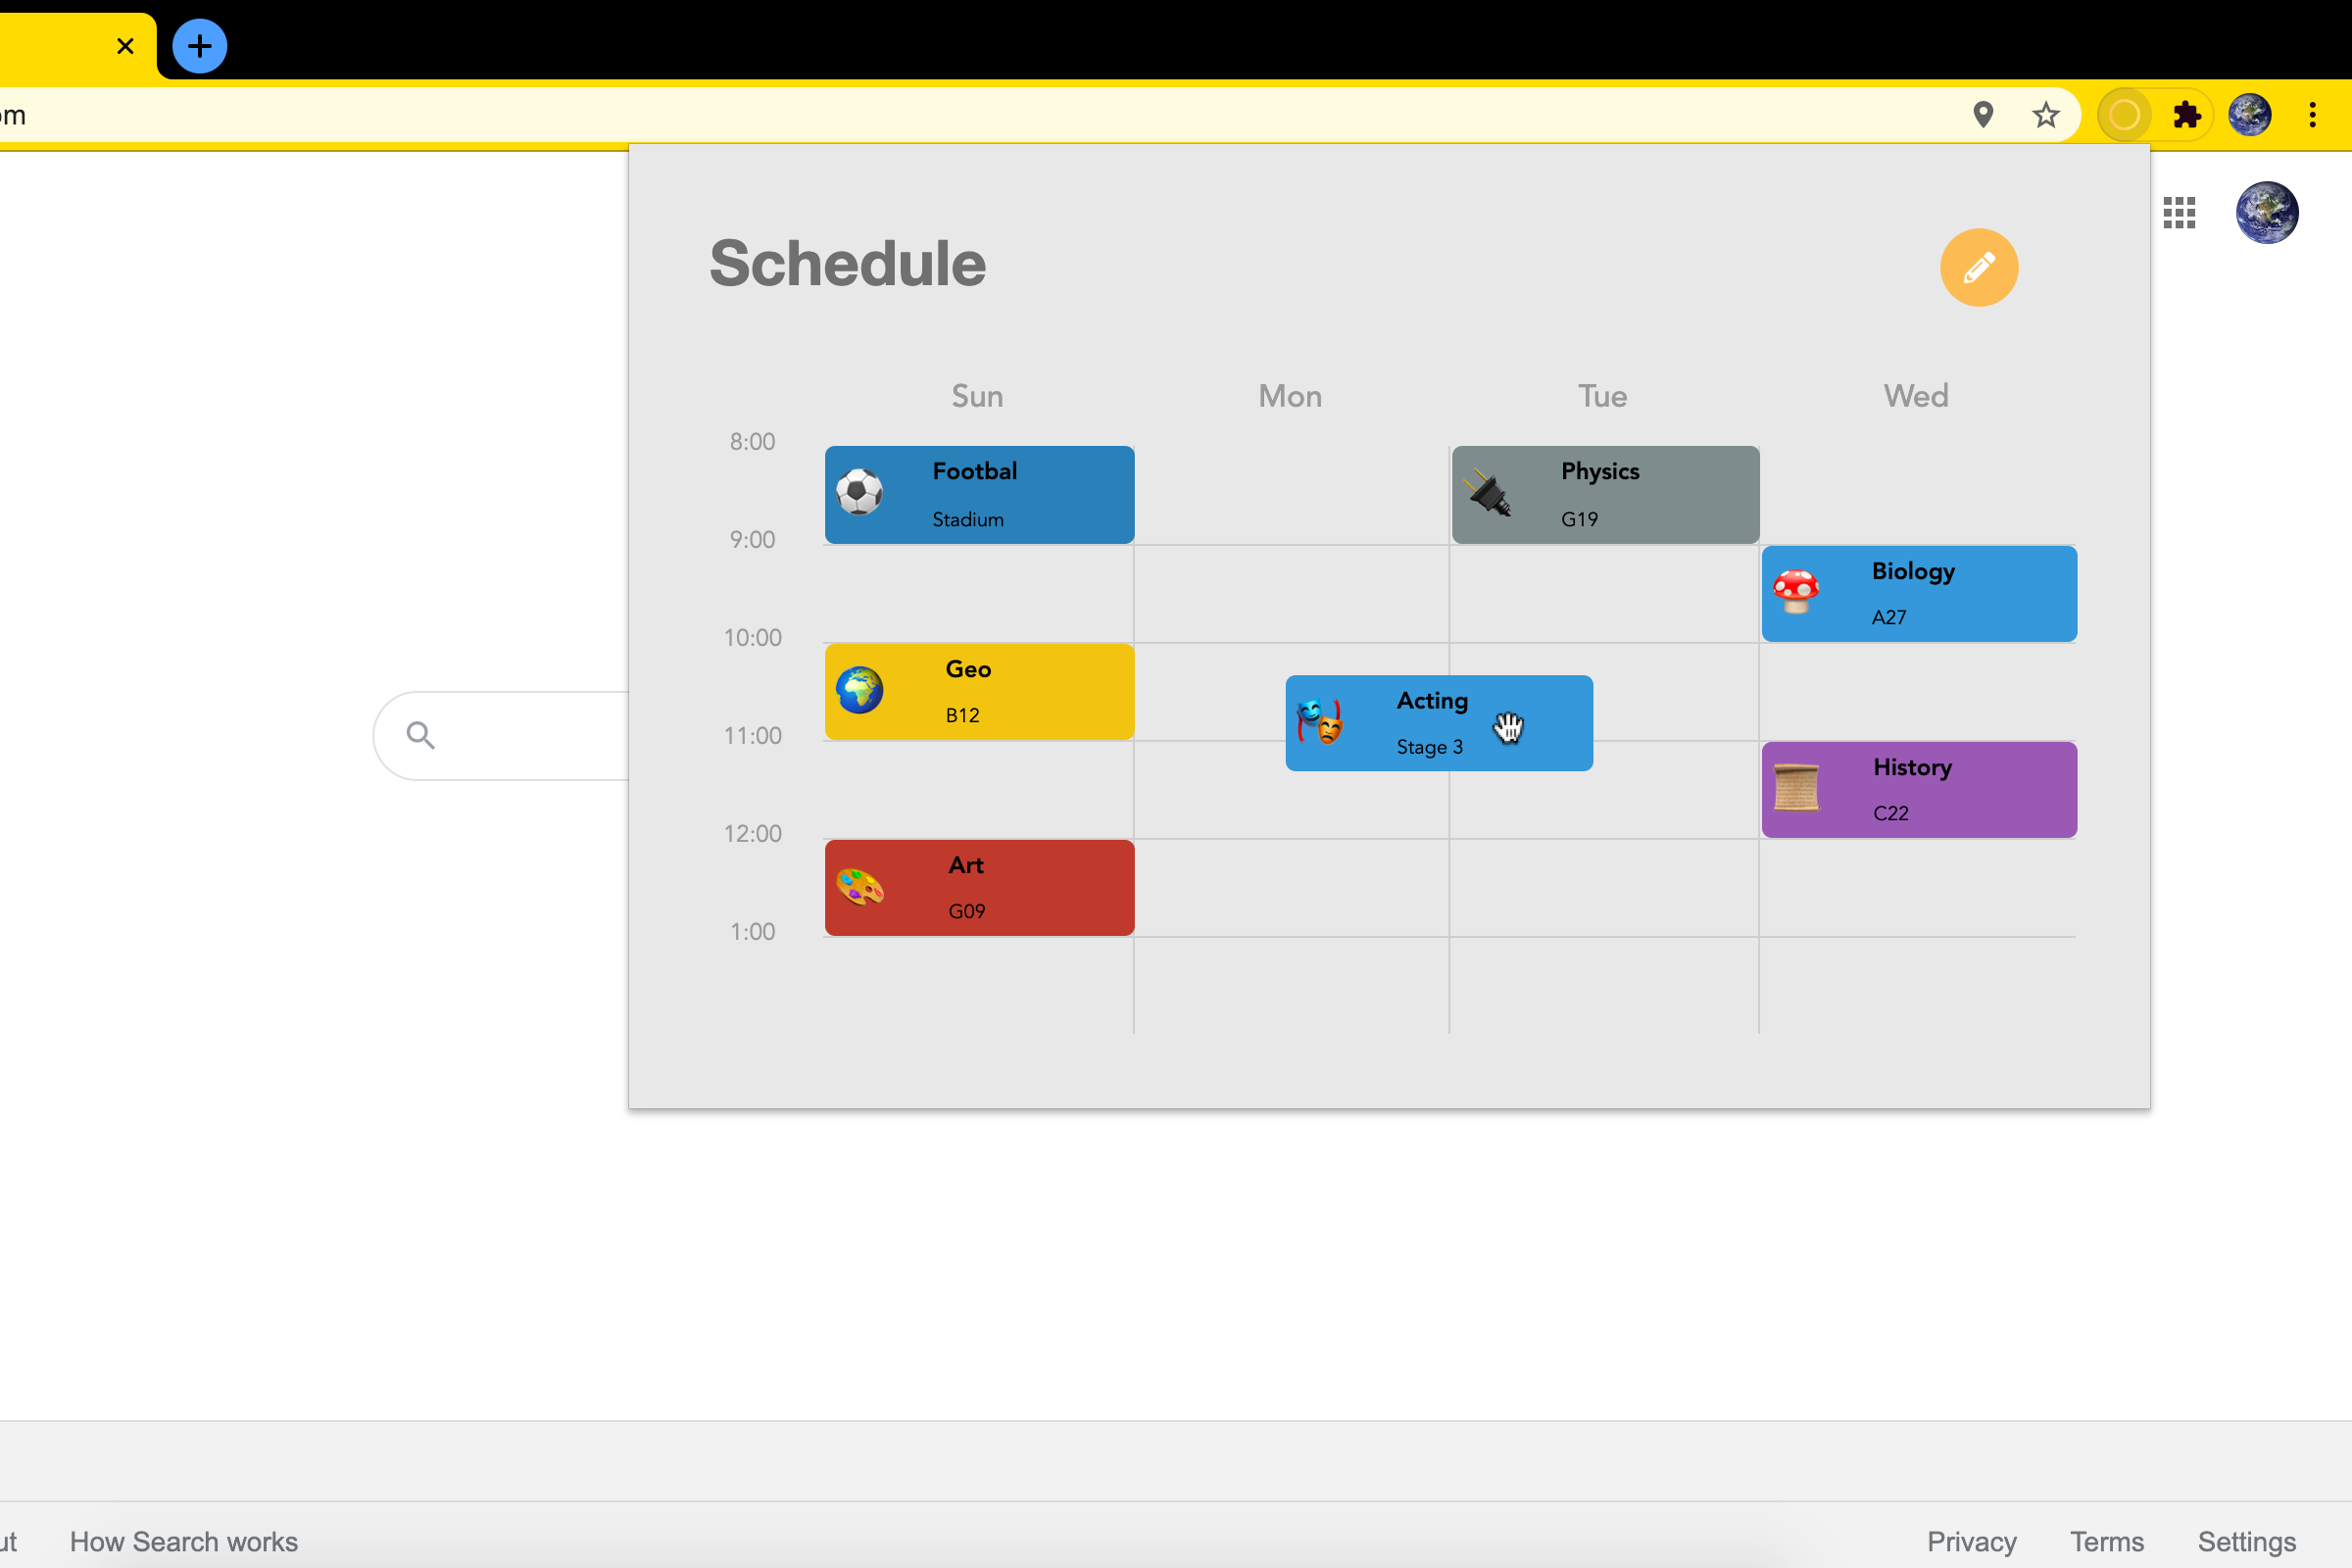 om
Schedule
Sun Mon Tue Wed
8:00
Footbal
Stadium
Physics
G19
9:00
Biology
A27
10:00
Geo
B12
Acting
Stage 3
11:00
History
C22
12:00
Art
G09
1:00
ut How Search works Privacy Terms Settings